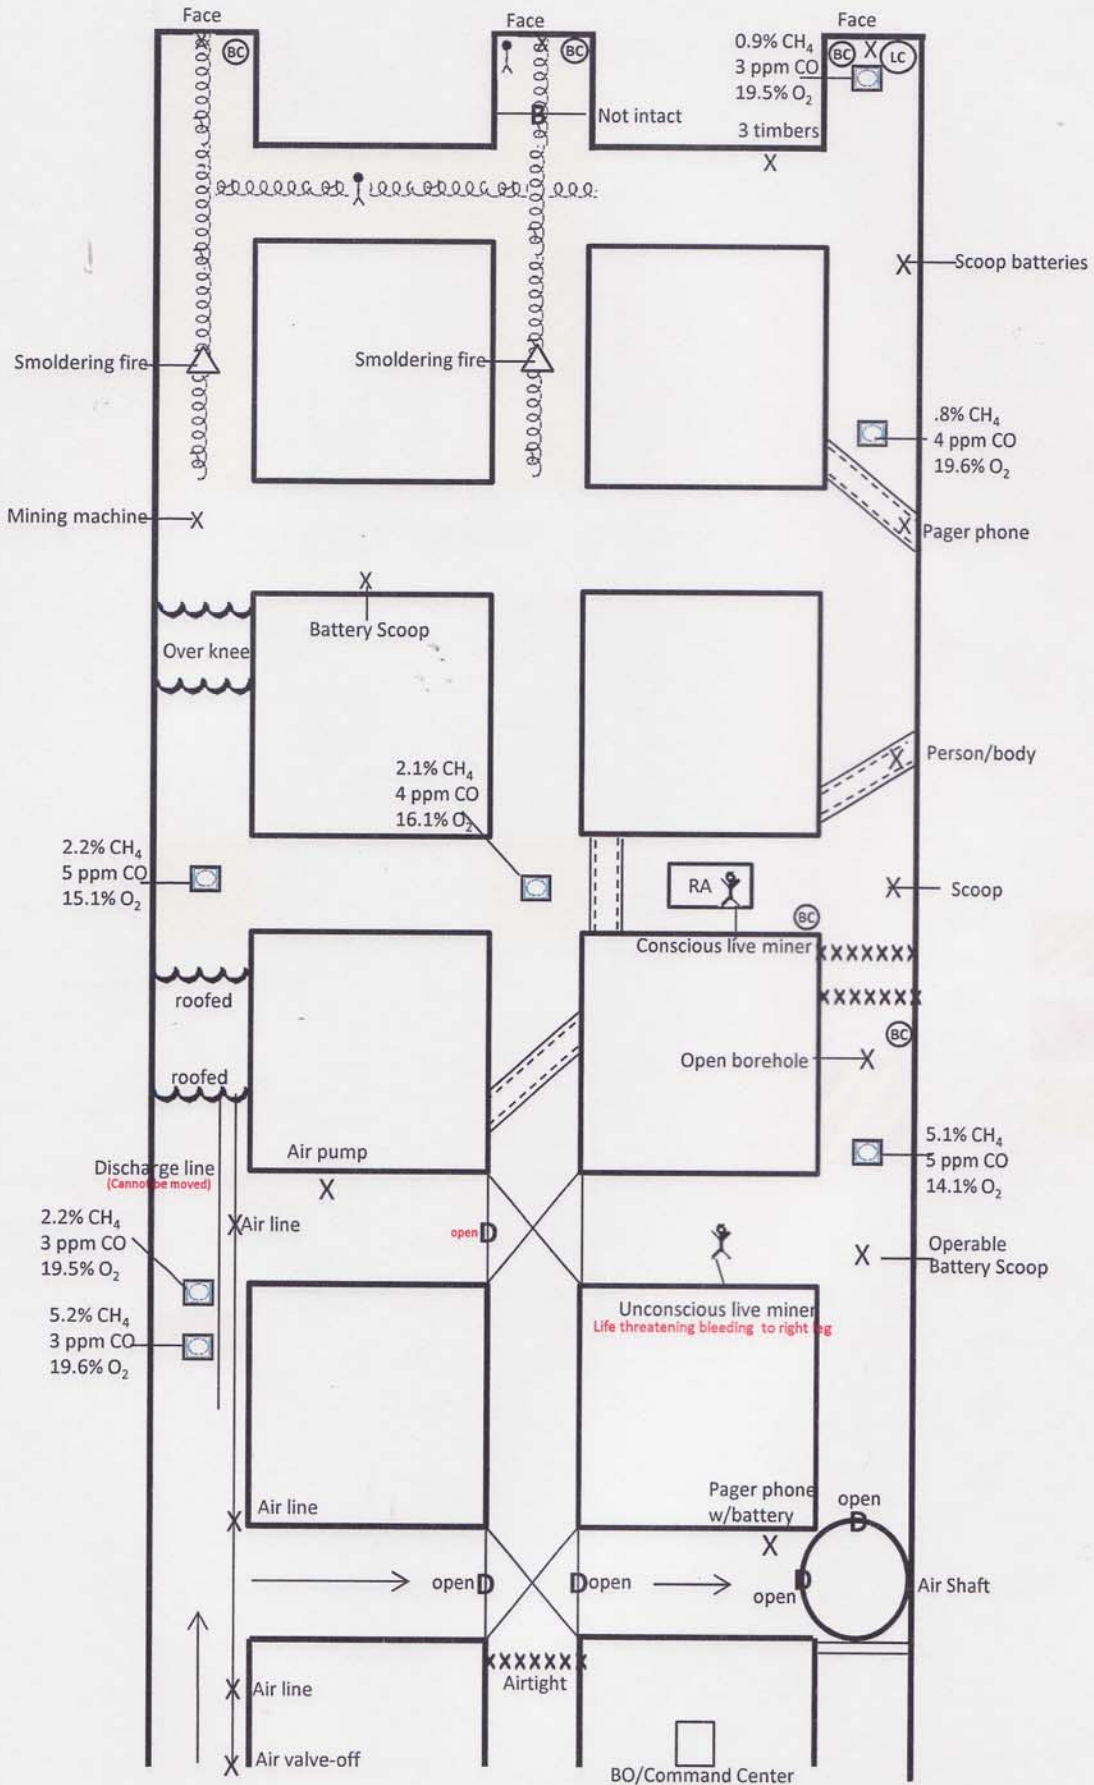 Face
Face
Face
BC
BC
BC
LC
0.9% CH₄
3 ppm CO
19.5% O₂
B
Not intact
3 timbers
X
X
Scoop batteries
Smoldering fire
Smoldering fire
.8% CH₄
4 ppm CO
19.6% O₂
Mining machine
X
X
Pager phone
X
Battery Scoop
Over knee
X
Person/body
2.1% CH₄
4 ppm CO
16.1% O₂
2.2% CH₄
5 ppm CO
15.1% O₂
RA
X
Scoop
BC
Conscious live miner
XXXXXXX
roofed
XXXXXXX
BC
Open borehole
X
roofed
Air pump
X
5.1% CH₄
5 ppm CO
14.1% O₂
Discharge line
(Cannot be moved)
2.2% CH₄
3 ppm CO
19.5% O₂
X
Air line
open D
X
Operable
Battery Scoop
5.2% CH₄
3 ppm CO
19.6% O₂
Unconscious live miner
Life threatening bleeding to right leg
Pager phone
w/battery
X
open
D
X
Air line
open D
D open
open
D
Air Shaft
XXXXXXX
Airtight
X
Air line
X
Air valve-off
BO/Command Center